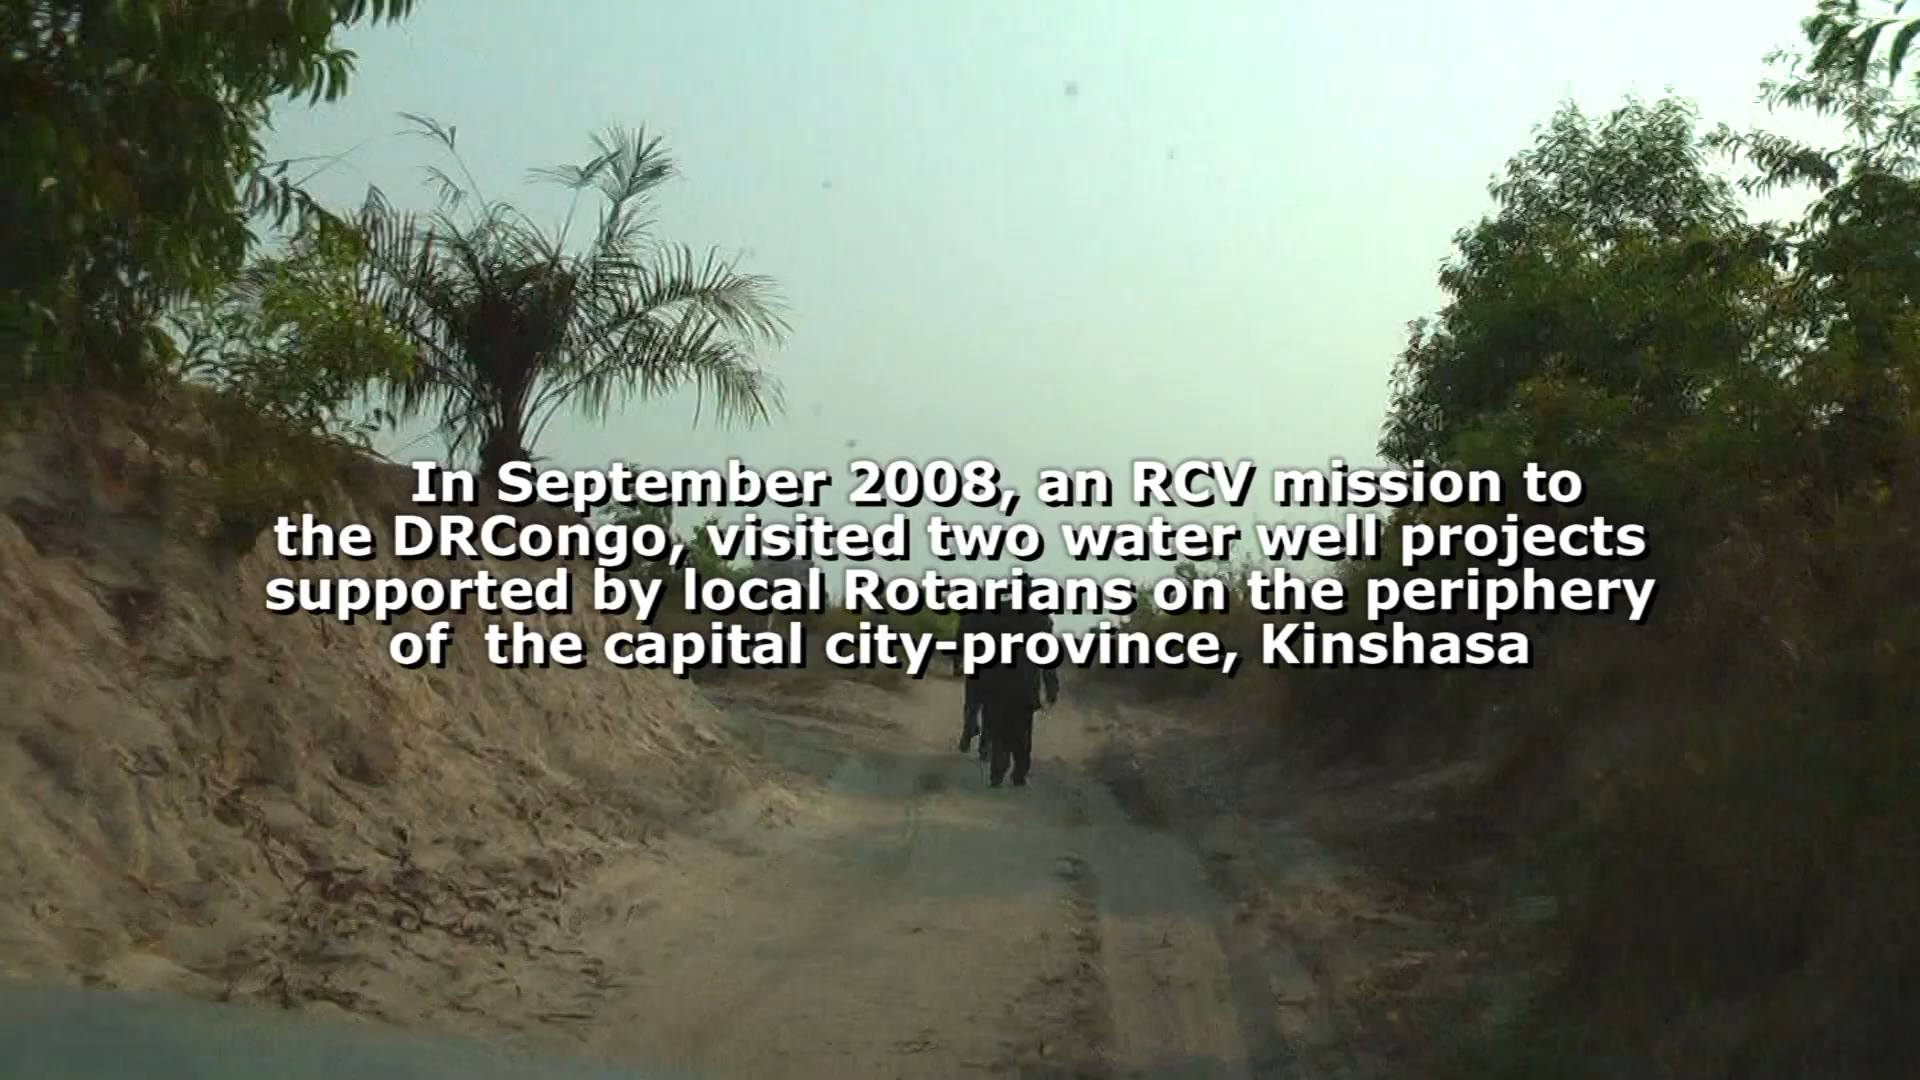 In September 2008, an RCV mission to
the DRCongo, visited two water well projects
supported by local Rotarians on the periphery
of the capital city-province, Kinshasa